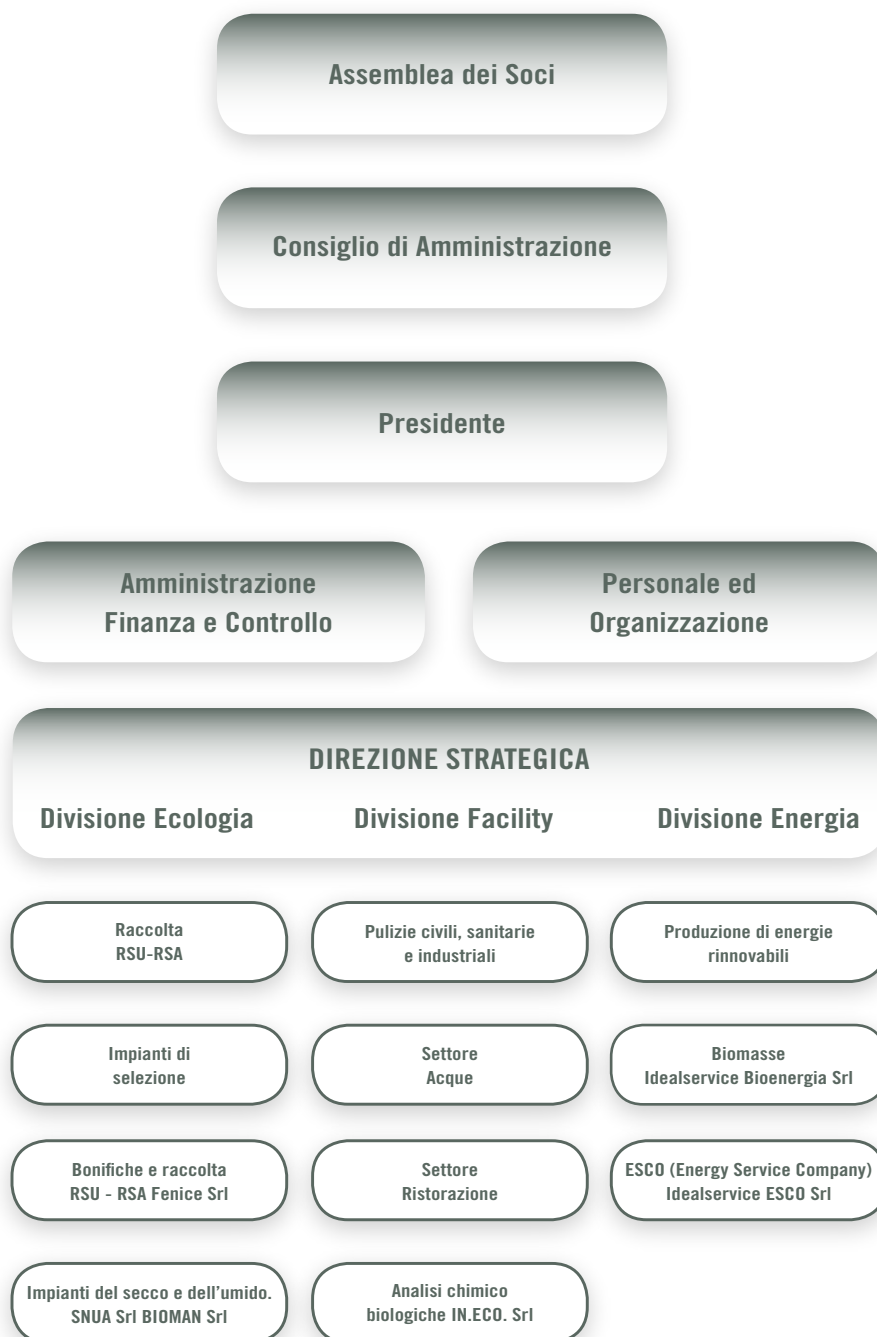 Assemblea dei Soci
Consiglio di Amministrazione
Presidente
Amministrazione
Finanza e Controllo
Personale ed
Organizzazione
DIREZIONE STRATEGICA
Divisione Ecologia
Divisione Facility
Divisione Energia
Raccolta
RSU-RSA
Pulizie civili, sanitarie
e industriali
Produzione di energie
rinnovabili
Impianti di
selezione
Settore
Acque
Biomasse
Idealservice Bioenergia Srl
Bonifiche e raccolta
RSU - RSA Fenice Srl
Settore
Ristorazione
ESCO (Energy Service Company)
Idealservice ESCO Srl
Impianti del secco e dell'umido.
SNUA Srl BIOMAN Srl
Analisi chimico
biologiche IN.ECO. Srl